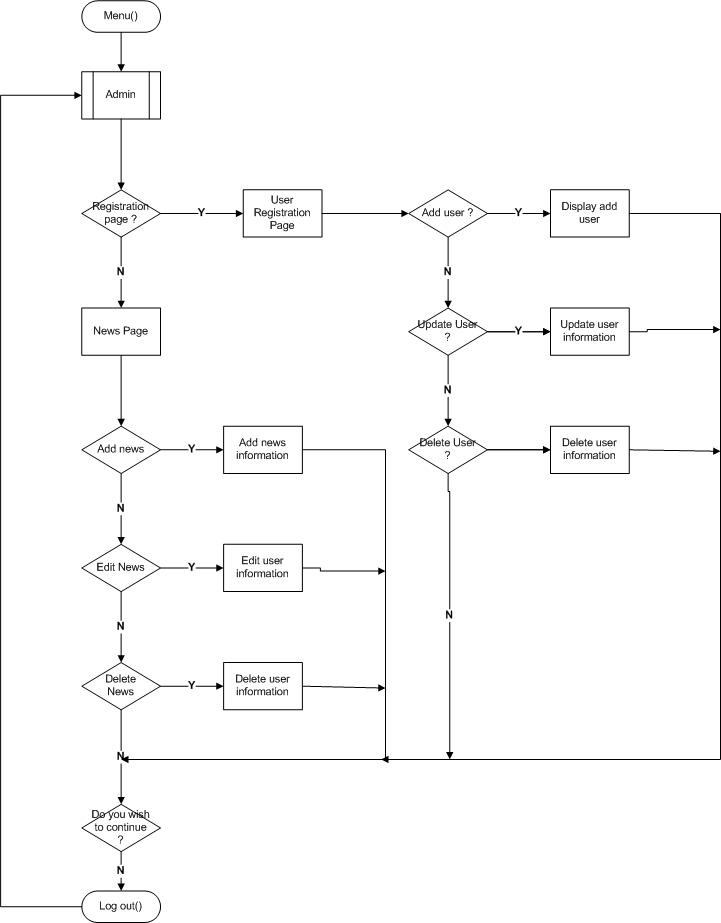 Menu()
Admin
Registration
page ?
Y
User
Registration
Page
Add user ?
Y
Display add
user
N
N
News Page
Update User
?
Y
Update user
information
N
Add news
Y
Add news
information
Delete User
?
Delete user
information
N
Edit News
Y
Edit user
information
N
N
Delete
News
Y
Delete user
information
N
Do you wish
to continue
?
N
Log out()